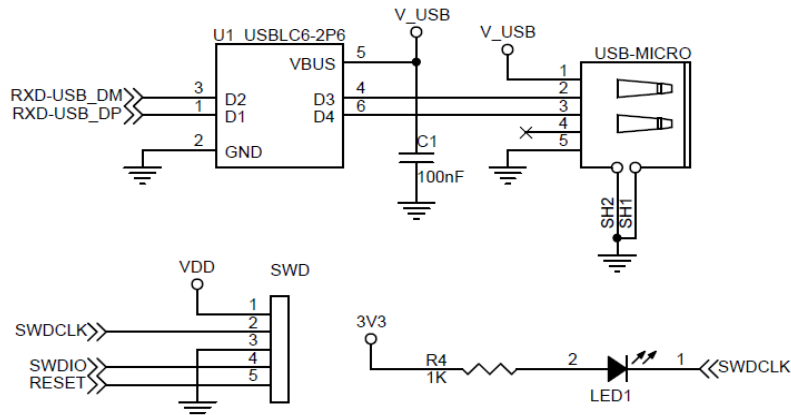 U1 USBLC6-2P6
V_USB
V_USB
USB-MICRO
VBUS 5
1
RXD-USB_DM 3 D2 D3 4 2
RXD-USB_DP 1 D1 D4 6 3
4
2 GND C1 5
100nF
SH2 SH1
VDD SWD
1
SWDCLK 2
3
SWDIO 4
RESET 5
3V3
R4 2 1 SWDCLK
1K
LED1